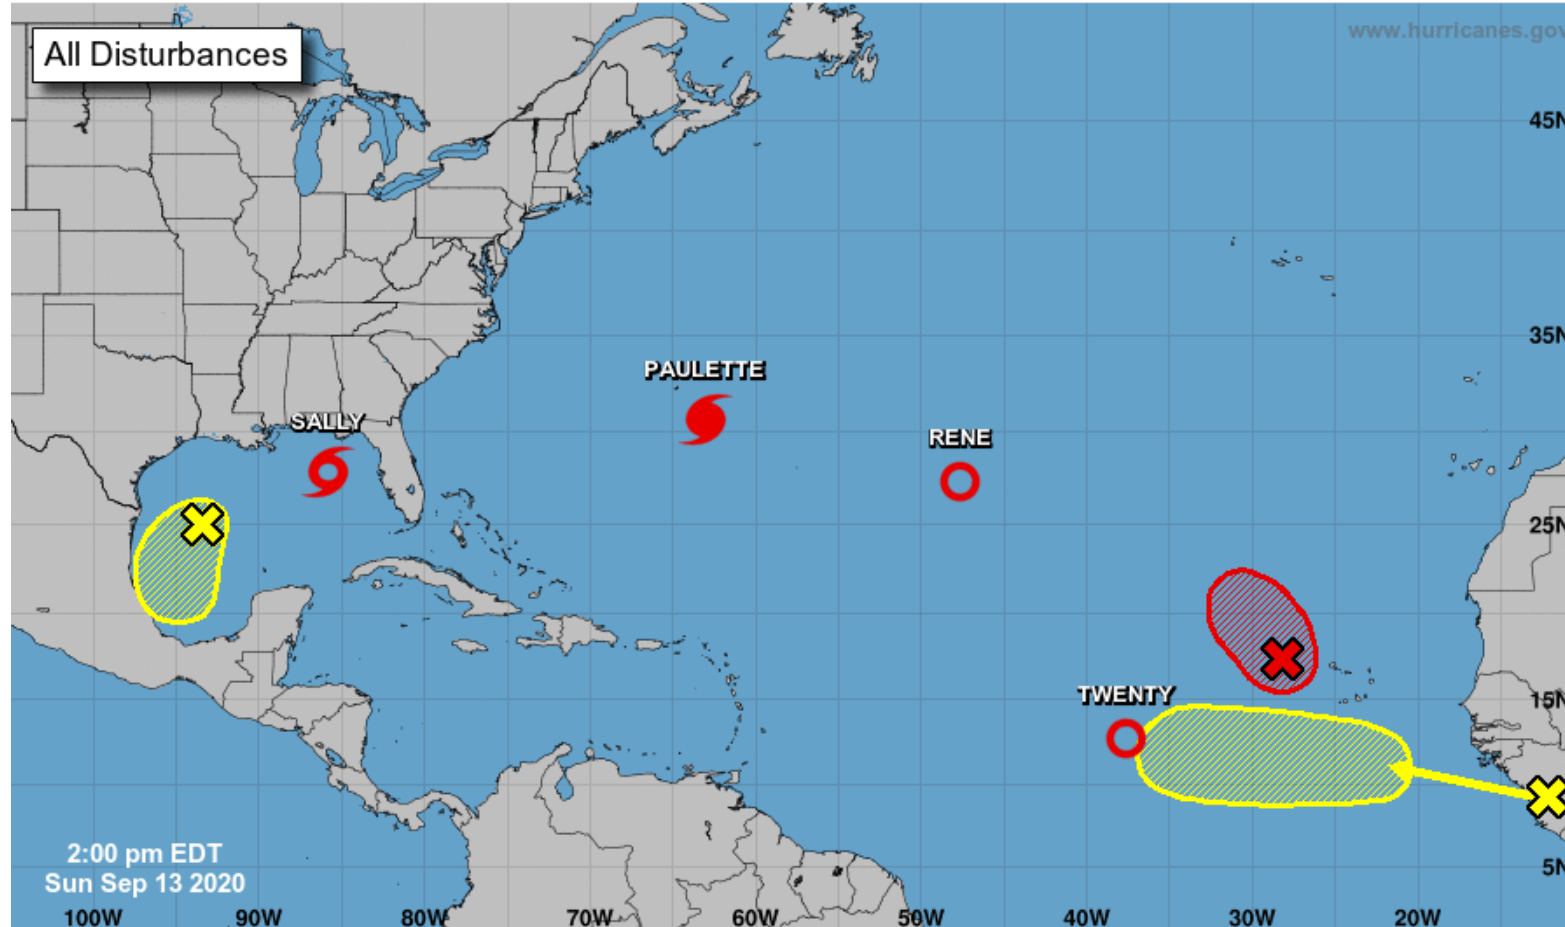 All Disturbances
www.hurricanes.gov
45N
35N
PAULETTE
SALLY
RENE
25N
TWENTY
15N
2:00 pm EDT
Sun Sep 13 2020
5N
100W 90W 80W 70W 60W 50W 40W 30W 20W